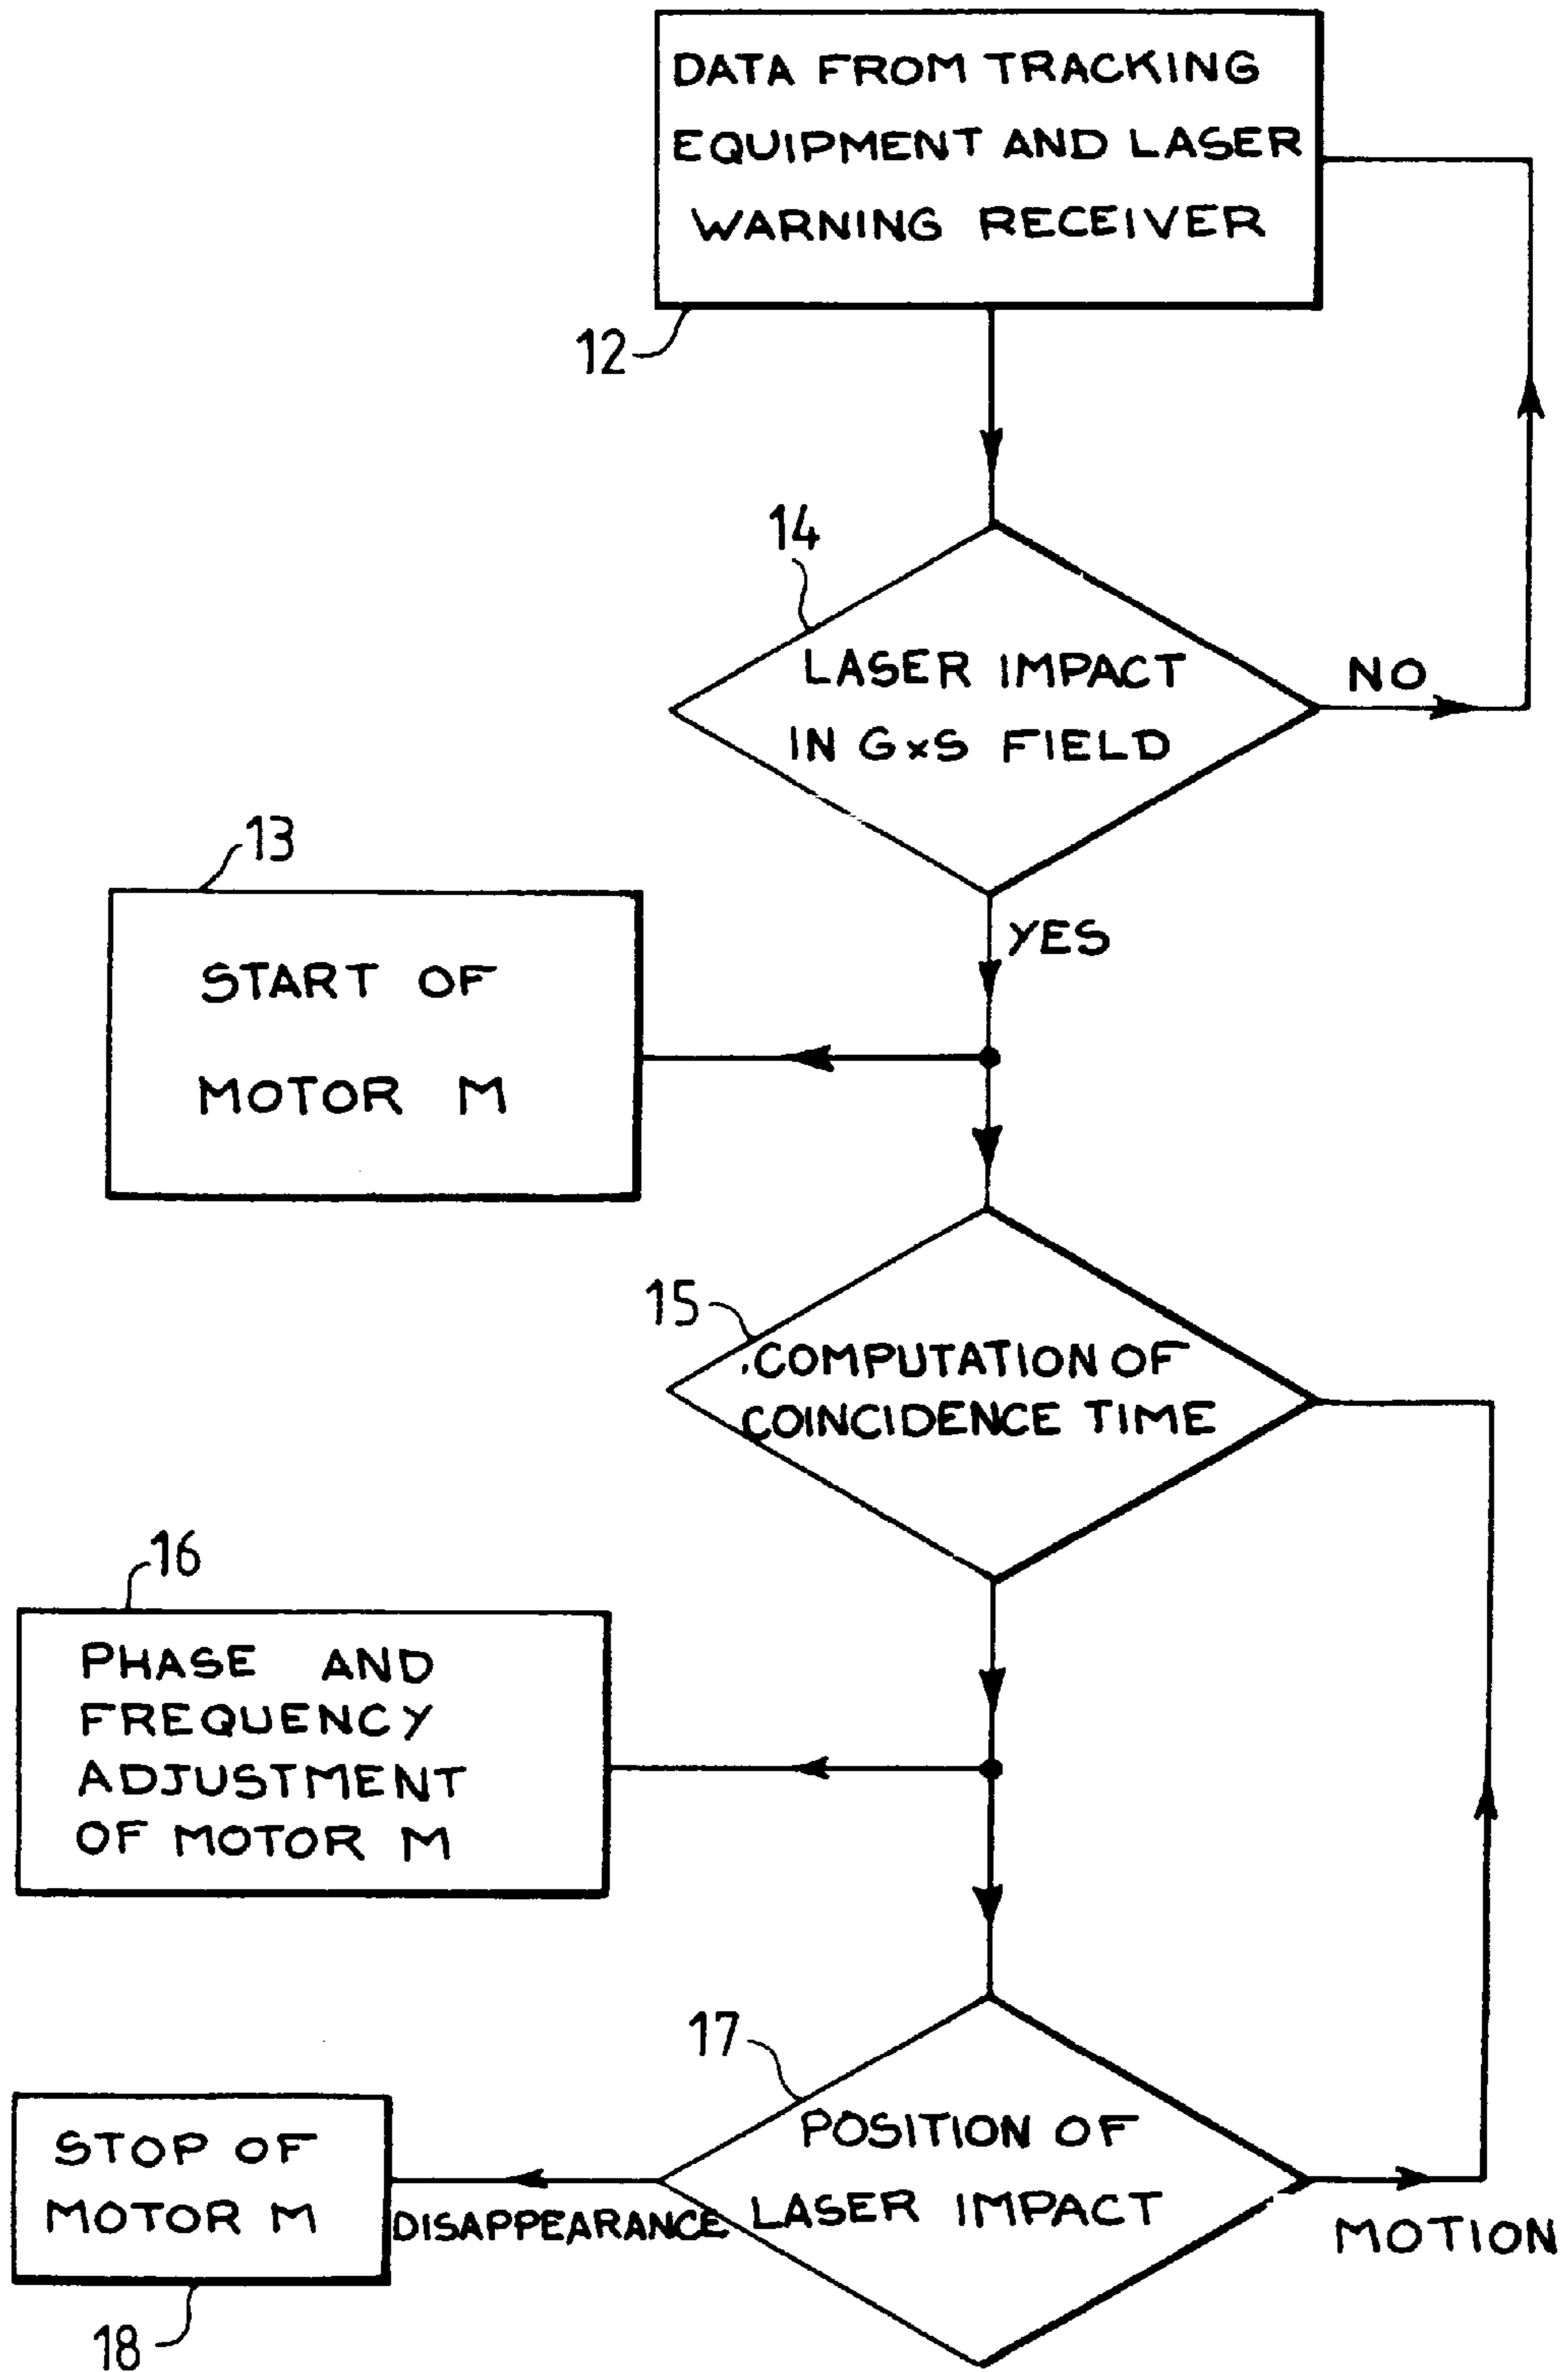 DATA FROM TRACKING
EQUIPMENT AND LASER
WARNING RECEIVER
12
14
LASER IMPACT
IN GxS FIELD
NO
YES
13
START OF
MOTOR M
15
COMPUTATION OF
COINCIDENCE TIME
16
PHASE AND
FREQUENCY
ADJUSTMENT
OF MOTOR M
17
POSITION OF
LASER IMPACT
DISAPPEARANCE
MOTION
STOP OF
MOTOR M
18